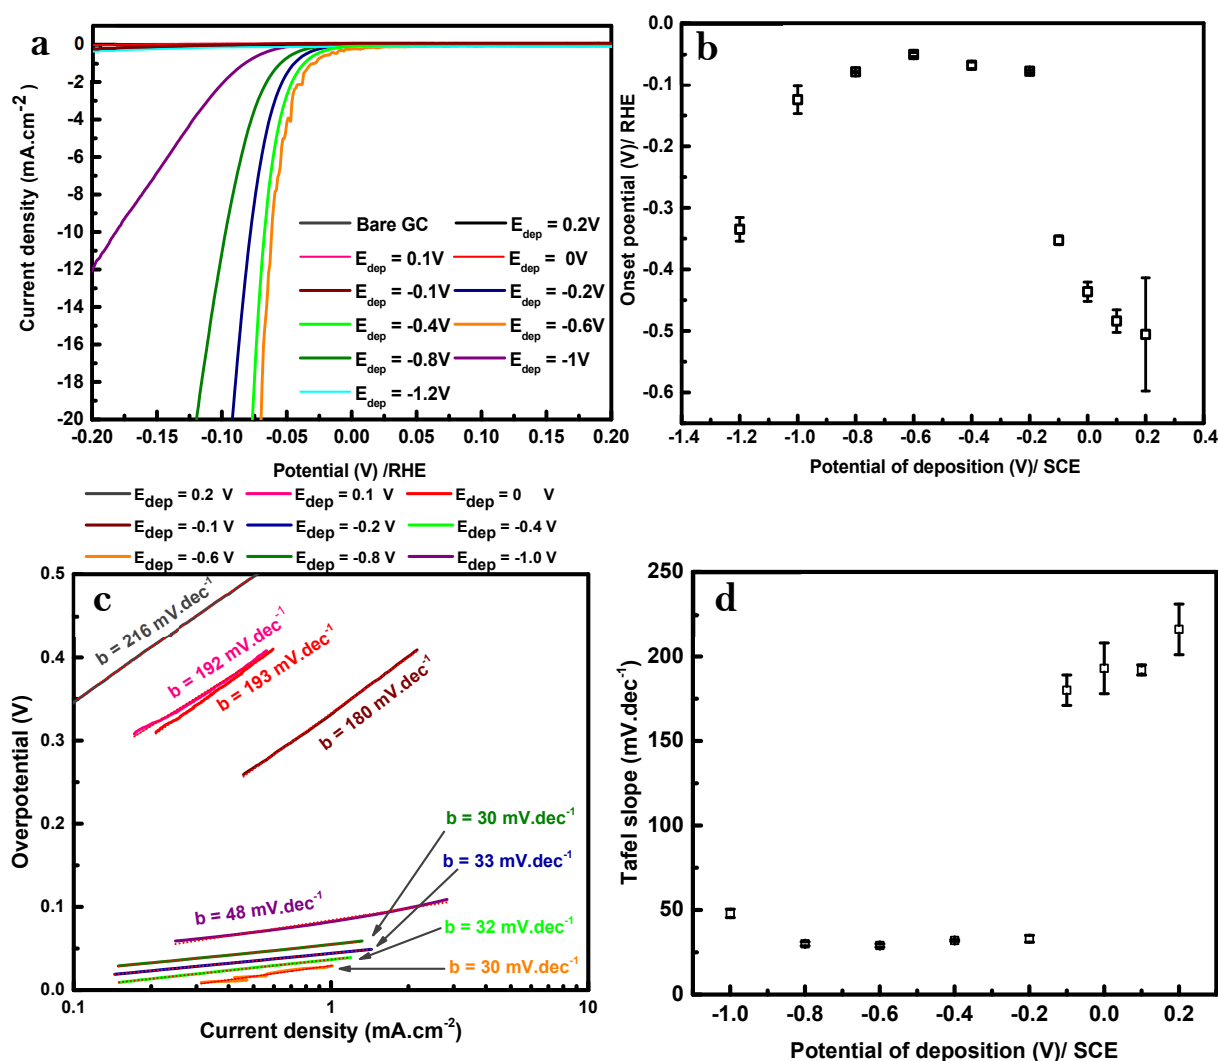 a
0
-2
-4
-6
-8
-10
-12
-14
-16
-18
-20
Current density (mA.cm-2 )
Bare GC
Edep = 0.2V
Edep = 0.1V
Edep = 0V
Edep = -0.1V
Edep = -0.2V
Edep = -0.4V
Edep = -0.6V
Edep = -0.8V
Edep = -1V
Edep = -1.2V
-0.20 -0.15 -0.10 -0.05 0.00 0.05 0.10 0.15 0.20
Potential (V) /RHE
b
0.0
-0.1
-0.2
-0.3
-0.4
-0.5
-0.6
Onset poteintial (V)/ RHE
-1.4 -1.2 -1.0 -0.8 -0.6 -0.4 -0.2 0.0 0.2 0.4
Potential of deposition (V)/ SCE
Edep = 0.2 V
Edep = 0.1 V
Edep = 0 V
Edep = -0.1 V
Edep = -0.2 V
Edep = -0.4 V
Edep = -0.6 V
Edep = -0.8 V
Edep = -1.0 V
c
0.5
0.4
0.3
0.2
0.1
0.0
Overpotential (V)
b = 216 mV.dec-1
b = 192 mV.dec-1
b = 193 mV.dec-1
b = 180 mV.dec-1
b = 30 mV.dec-1
b = 33 mV.dec-1
b = 48 mV.dec-1
b = 32 mV.dec-1
b = 30 mV.dec-1
0.1 1 10
Current density (mA.cm-2)
d
250
200
150
100
50
0
Tafel slope (mV.dec-1)
-1.0 -0.8 -0.6 -0.4 -0.2 0.0 0.2
Potential of deposition (V)/ SCE